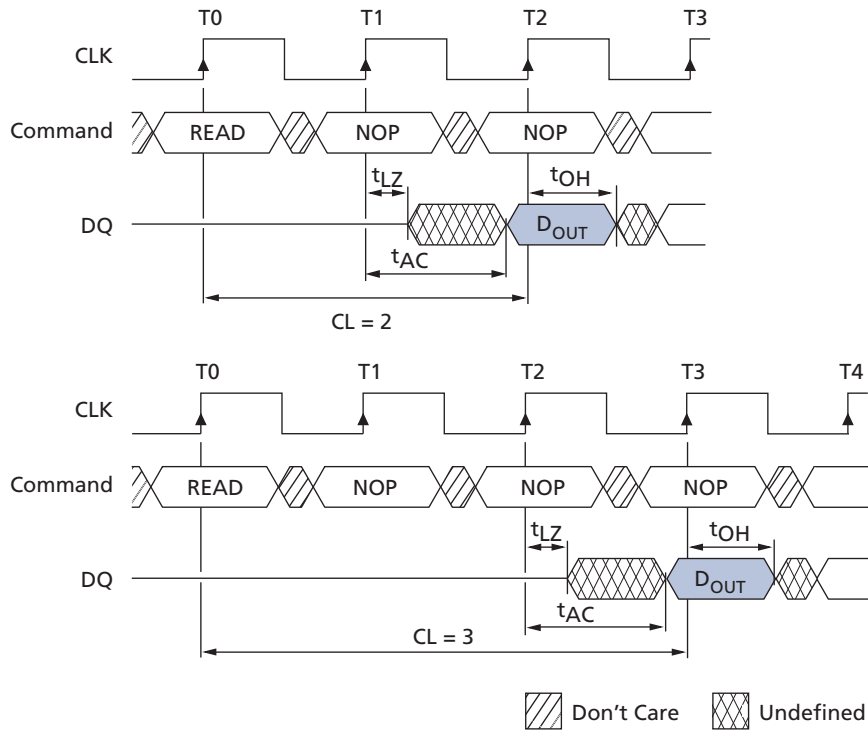 T0 T1 T2 T3
CLK
Command READ NOP NOP
tLZ tOH
DQ DOUT
tAC
CL = 2
T0 T1 T2 T3 T4
CLK
Command READ NOP NOP NOP
tLZ tOH
DQ DOUT
tAC
CL = 3
Don't Care Undefined